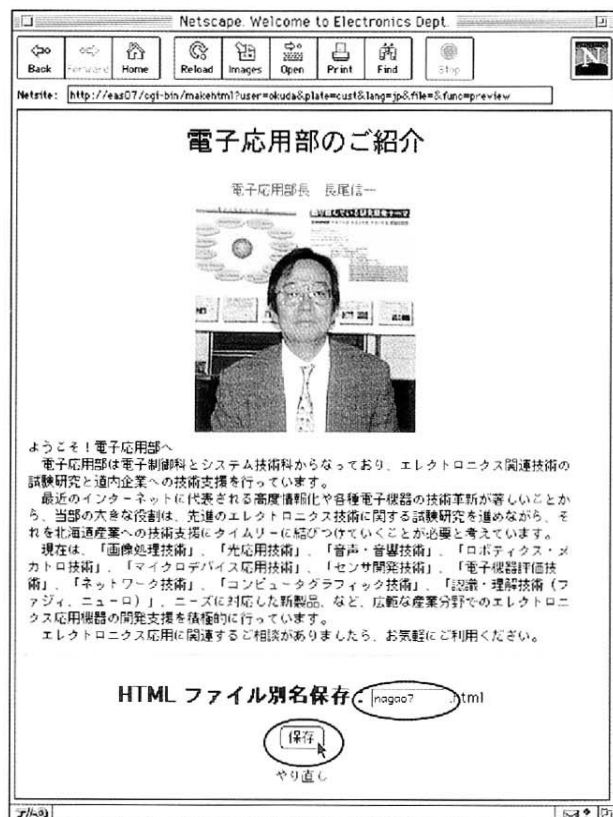 Netscape: Welcome to Electronics Dept.
Back Forward Home Reload Images Open Print Find Stop
N
Netsite: http://eas07/cgi-bin/makehtml?user=okuda&plate=cust&lang=jp&file=&func=preview
電子応用部のご紹介
電子応用部長 長尾信一
取り組んでいる研究開発テーマ
ようこそ!電子応用部へ
電子応用部は電子制御科とシステム技術科からなっており、エレクトロニクス関連技術の
試験研究と道内企業への技術支援を行っています。
最近のインターネットに代表される高度情報化や各種電子機器の技術革新が著しいことか
ら、当部の大きな役割は、先進のエレクトロニクス技術に関する試験研究を進めながら、そ
れを北海道産業への技術支援にタイムリーに結びつけていくことが必要と考えています。
現在は、「画像処理技術」、「光応用技術」、「音声・音響技術」、「ロボティクス・メ
カトロ技術」、「マイクロデバイス応用技術」、「センサ開発技術」、「電子機器評価技
術」、「ネットワーク技術」、「コンピュータグラフィック技術」、「認識・理解技術(フ
ァジィ、ニューロ)」、ニーズに対応した新製品、など、広範な産業分野でのエレクトロニ
クス応用機器の開発支援を積極的に行っています。
エレクトロニクス応用に関連するご相談がありましたら、お気軽にご利用ください。
HTML ファイル別名保存: nagao7 .html
保存
やり直し